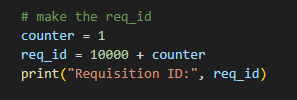 # make the req_id
counter = 1
req_id = 10000 + counter
print("Requisition ID:", req_id)